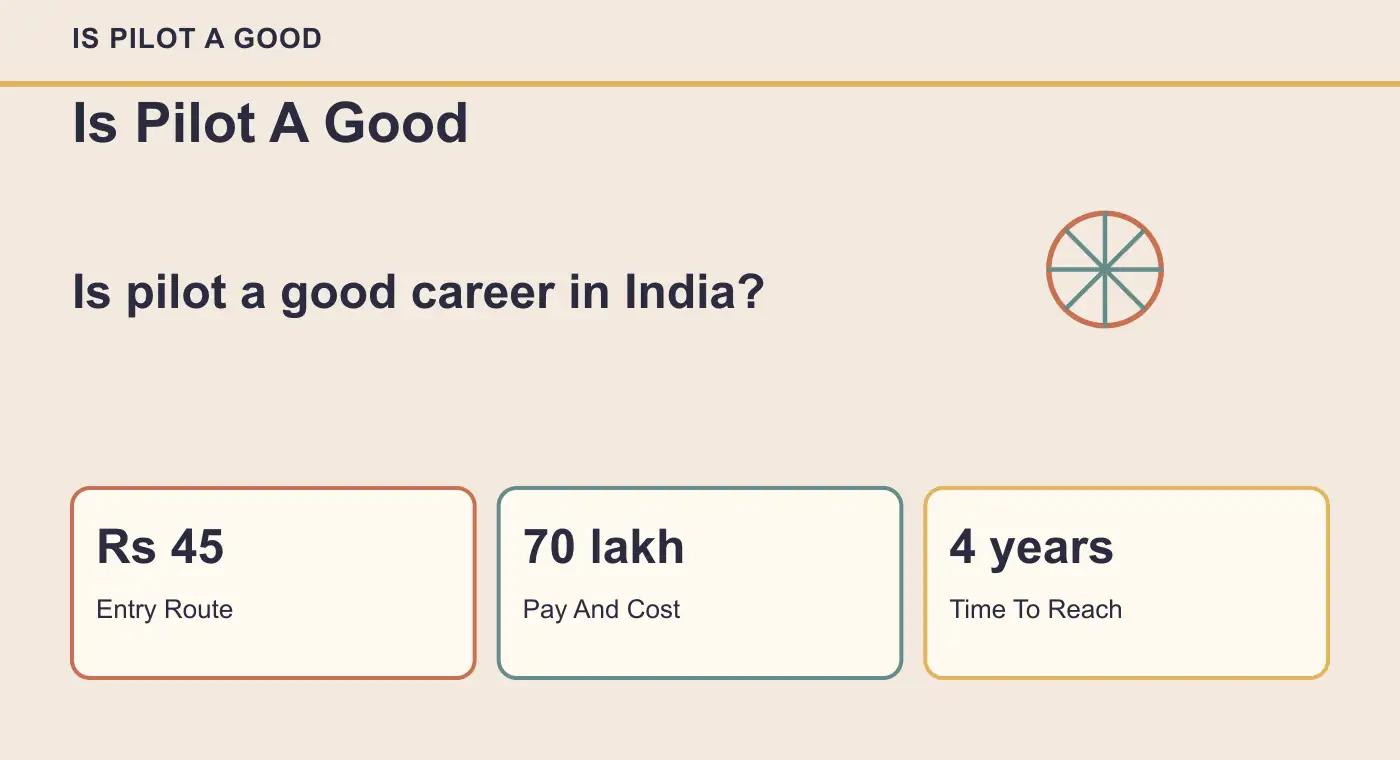 IS PILOT A GOOD
Is Pilot A Good
Is pilot a good career in India?
Rs 45
Entry Route
70 lakh
Pay And Cost
4 years
Time To Reach